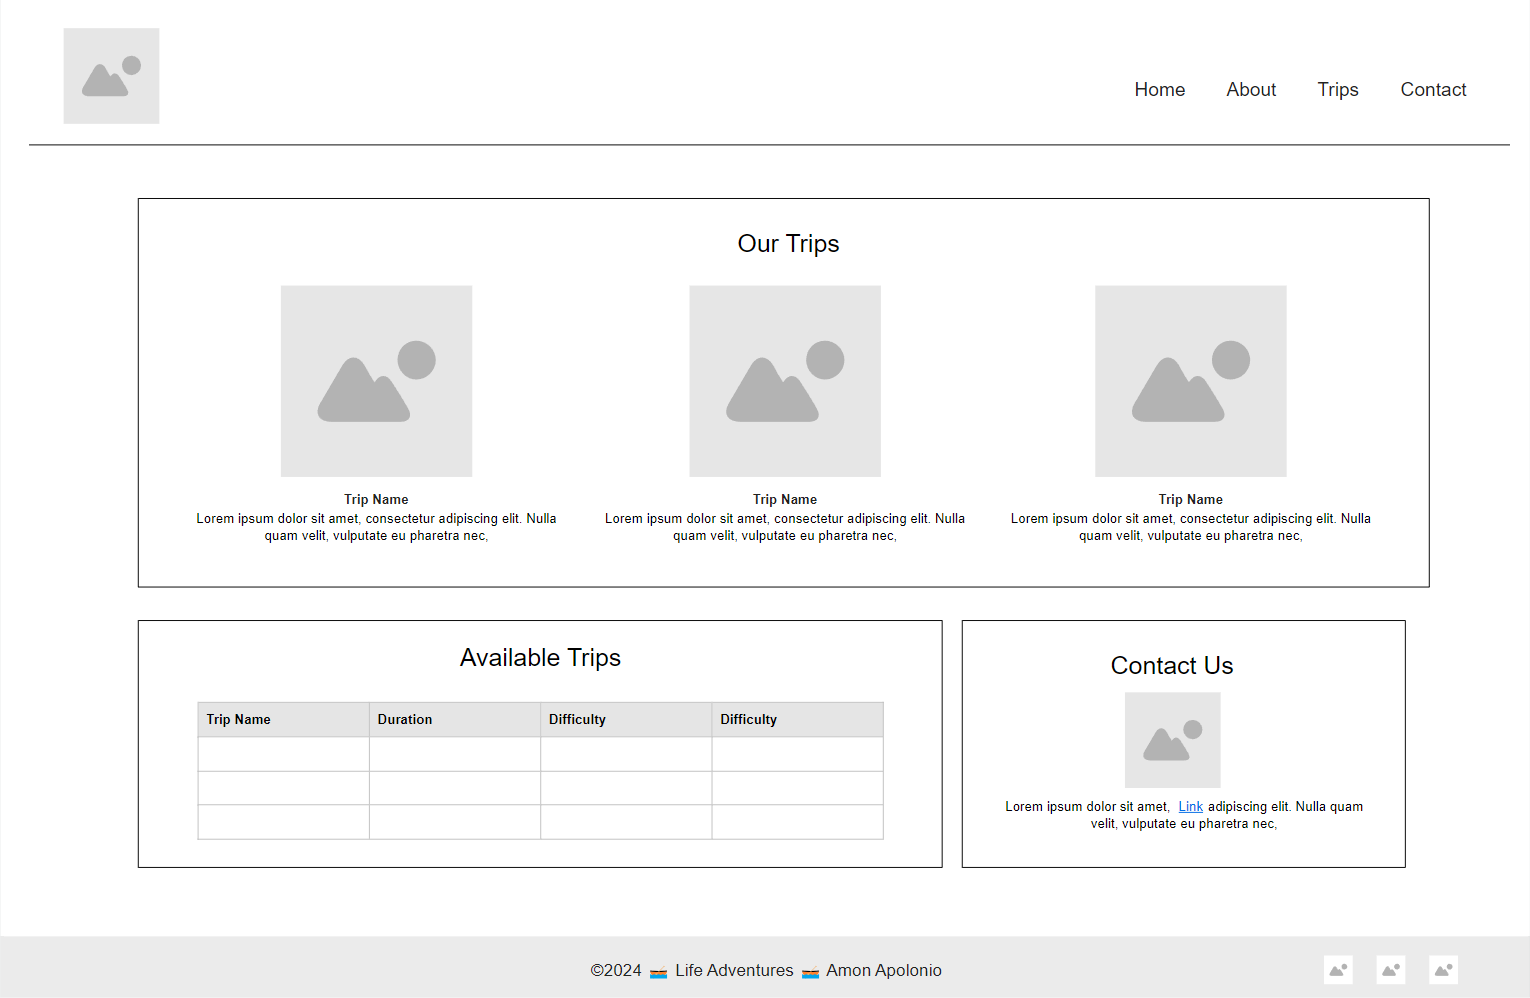 Home About Trips Contact
Our Trips
Trip Name
Lorem ipsum dolor sit amet, consectetur adipiscing elit. Nulla
quam velit, vulputate eu pharetra nec,
Trip Name
Lorem ipsum dolor sit amet, consectetur adipiscing elit. Nulla
quam velit, vulputate eu pharetra nec,
Trip Name
Lorem ipsum dolor sit amet, consectetur adipiscing elit. Nulla
quam velit, vulputate eu pharetra nec,
Available Trips
Trip Name Duration Difficulty Difficulty
Contact Us
Lorem ipsum dolor sit amet, Link adipiscing elit. Nulla quam
velit, vulputate eu pharetra nec,
©2024 🛶 Life Adventures 🛶 Amon Apolonio